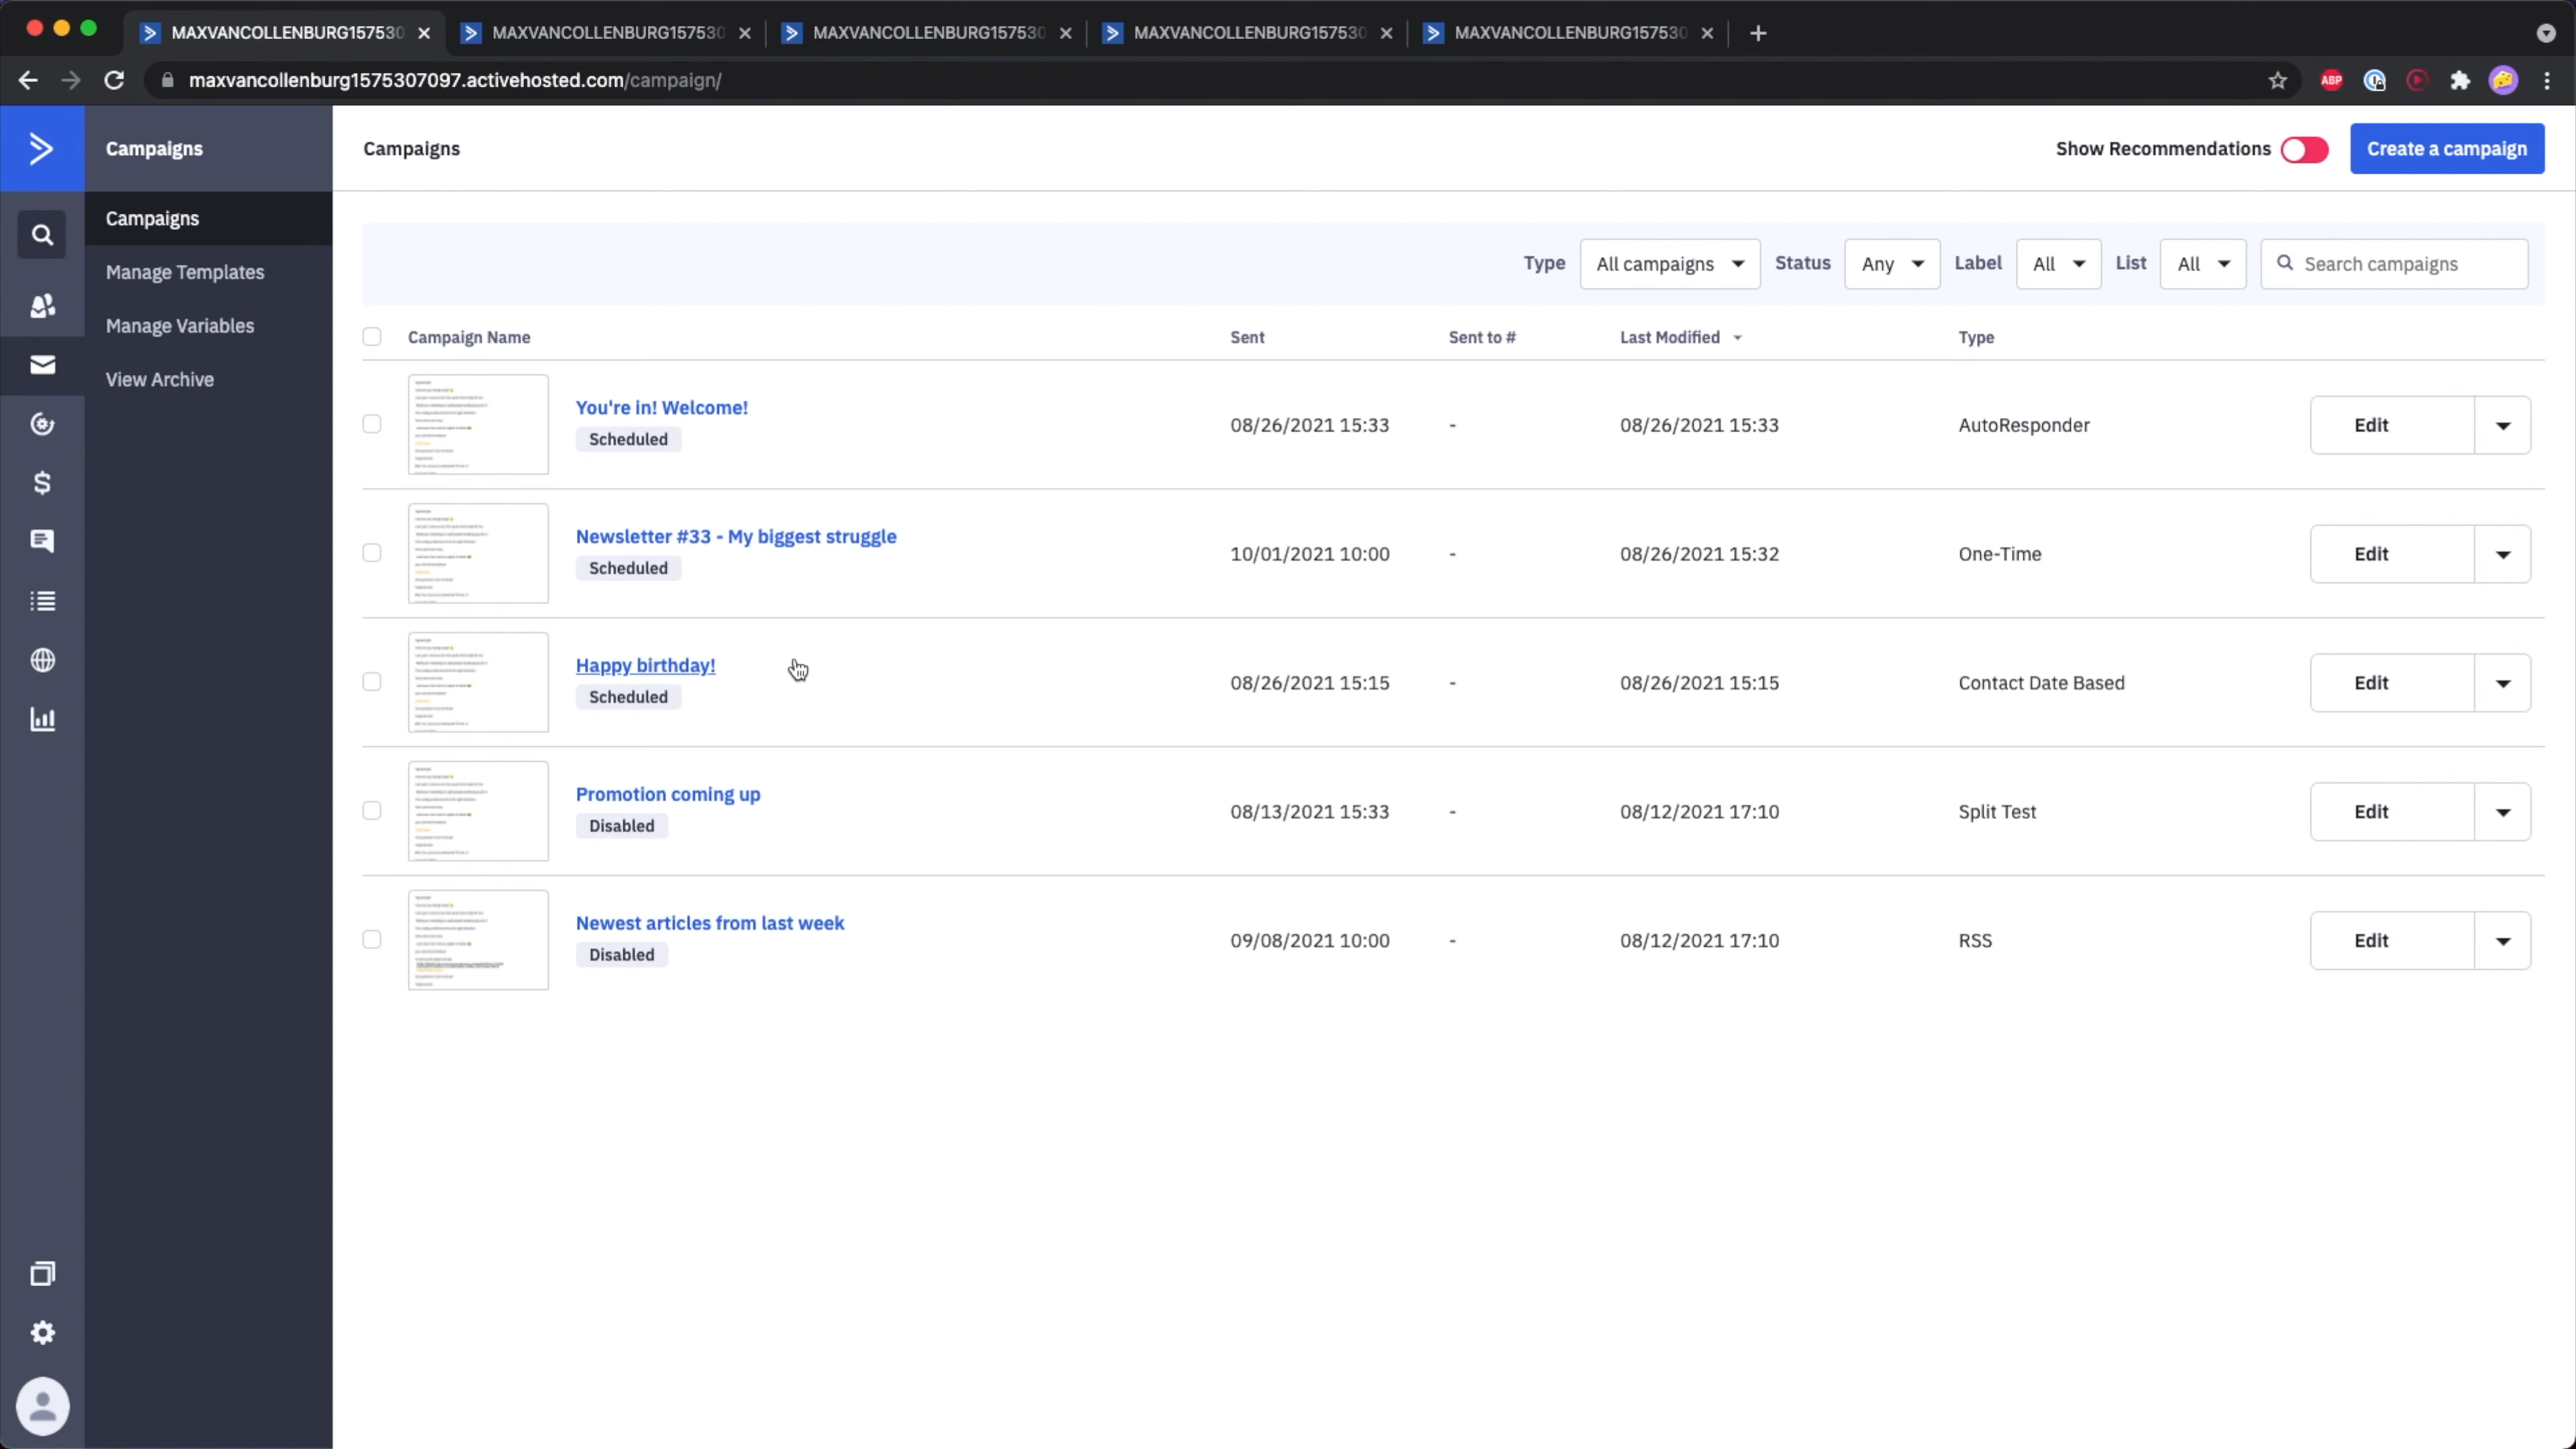 MAXVANCOLLENBURG157530
MAXVANCOLLENBURG157530
MAXVANCOLLENBURG157530
MAXVANCOLLENBURG157530
MAXVANCOLLENBURG157530
maxvancollenburg1575307097.activehosted.com/campaign/
ABP
Campaigns
Campaigns
Show Recommendations
Create a campaign
Campaigns
Manage Templates
Manage Variables
View Archive
Type All campaigns Status Any Label All List All Search campaigns
Campaign Name Sent Sent to # Last Modified Type
You're in! Welcome!
Scheduled
08/26/2021 15:33 - 08/26/2021 15:33 AutoResponder Edit
Newsletter #33 - My biggest struggle
Scheduled
10/01/2021 10:00 - 08/26/2021 15:32 One-Time Edit
Happy birthday!
Scheduled
08/26/2021 15:15 - 08/26/2021 15:15 Contact Date Based Edit
Promotion coming up
Disabled
08/13/2021 15:33 - 08/12/2021 17:10 Split Test Edit
Newest articles from last week
Disabled
09/08/2021 10:00 - 08/12/2021 17:10 RSS Edit